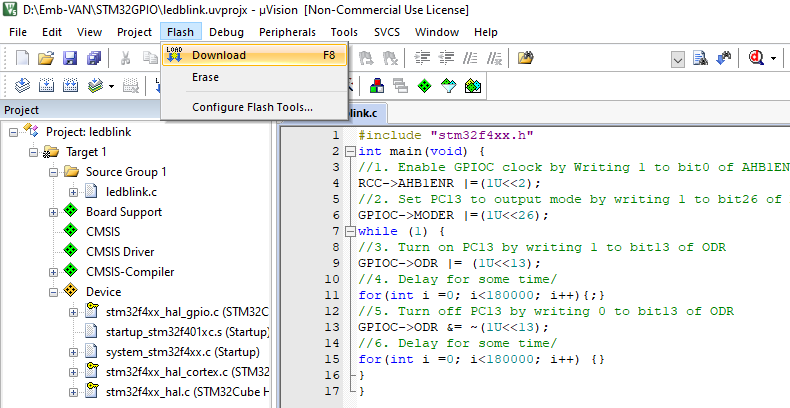 D:\Emb-VAN\STM32GPIO\ledblink.uvprojx - µVision [Non-Commercial Use License]
File Edit View Project Flash Debug Peripherals Tools SVCS Window Help
LOAD Download F8
Erase
Configure Flash Tools...
Project
Project: ledblink
Target 1
Source Group 1
ledblink.c
Board Support
CMSIS
CMSIS Driver
CMSIS-Compiler
Device
stm32f4xx_hal_gpio.c (STM32C
startup_stm32f401xc.s (Startup)
system_stm32f4xx.c (Startup)
stm32f4xx_hal_cortex.c (STM32
stm32f4xx_hal.c (STM32Cube H
link.c
1 #include "stm32f4xx.h"
2 int main(void) {
3 //1. Enable GPIOC clock by Writing 1 to bit0 of AHB1EN
4 RCC->AHB1ENR |=(1U<<2);
5 //2. Set PC13 to output mode by writing 1 to bit26 of
6 GPIOC->MODER |=(1U<<26);
7 while (1) {
8 //3. Turn on PC13 by writing 1 to bit13 of ODR
9 GPIOC->ODR |= (1U<<13);
10 //4. Delay for some time/
11 for(int i =0; i<180000; i++){;}
12 //5. Turn off PC13 by writing 0 to bit13 of ODR
13 GPIOC->ODR &= ~(1U<<13);
14 //6. Delay for some time/
15 for(int i =0; i<180000; i++) {}
16 }
17 }